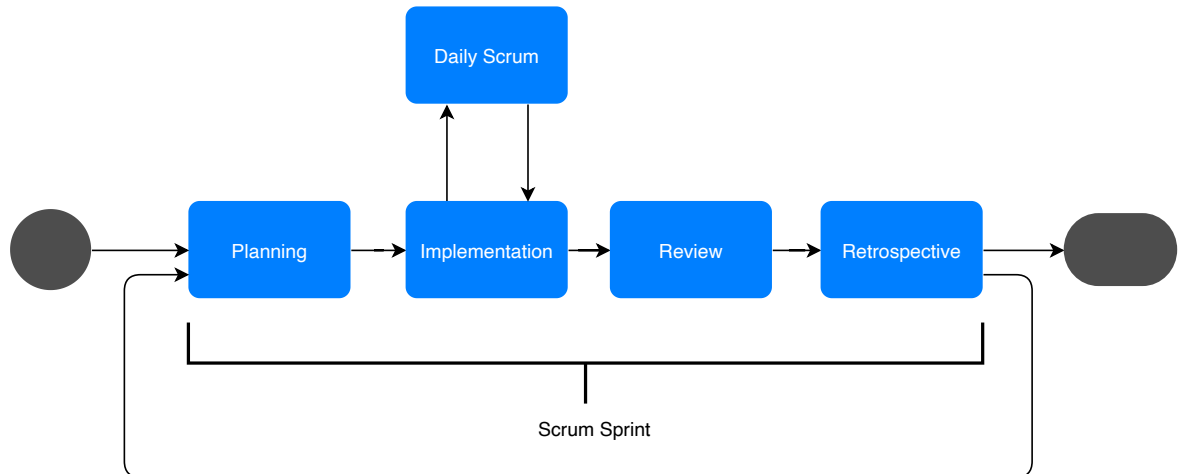 Daily Scrum
Planning
Implementation
Review
Retrospective
Scrum Sprint